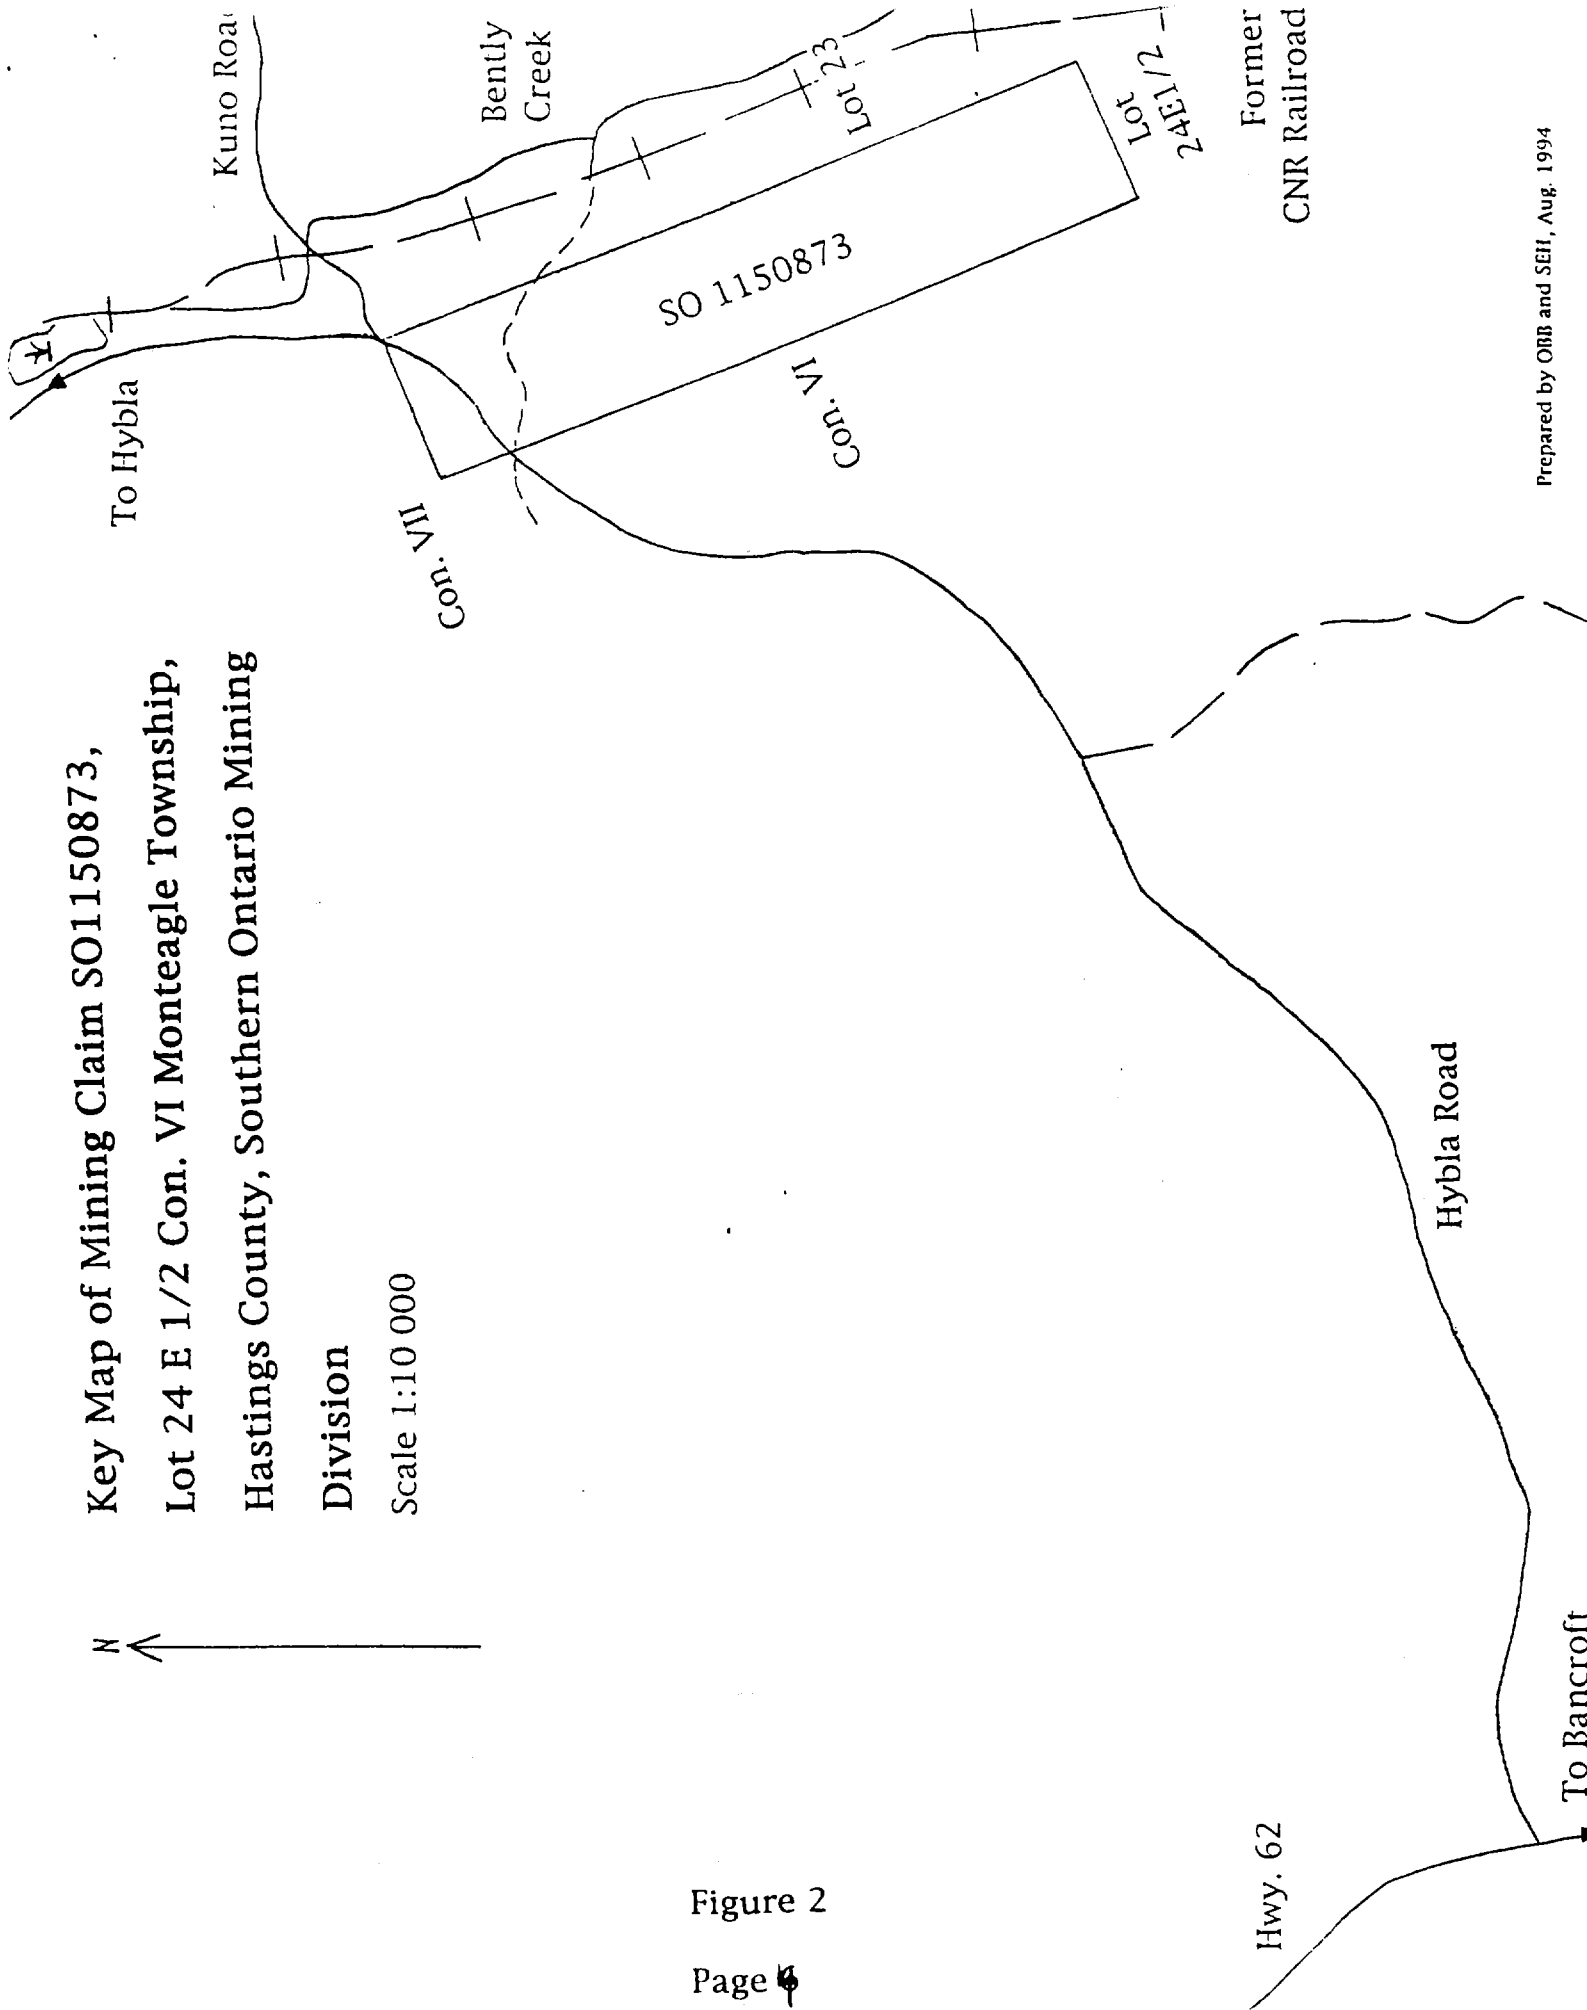 Key Map of Mining Claim SO1150873,
Lot 24 E 1/2 Con. VI Monteagle Township,
Hastings County, Southern Ontario Mining
Division
Scale 1:10 000
N
To Hybla
Kuno Road
Bently
Creek
Con. VII
Lot 23
SO 1150873
Con. VI
Lot
24E1/2
Former
CNR Railroad
Hybla Road
Hwy. 62
To Bancroft
Prepared by OBB and SEH, Aug. 1994
Figure 2
Page